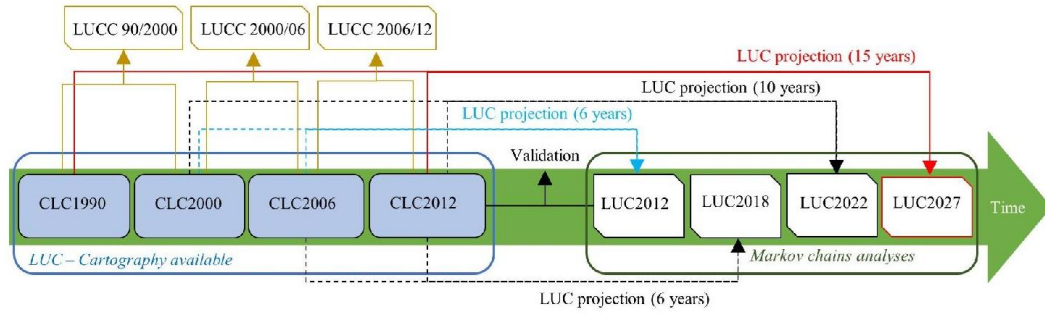 LUCC 90/2000
LUCC 2000/06
LUCC 2006/12
LUC projection (15 years)
LUC projection (10 years)
LUC projection (6 years)
Validation
CLC1990
CLC2000
CLC2006
CLC2012
LUC2012
LUC2018
LUC2022
LUC2027
Time
LUC – Cartography available
Markov chains analyses
LUC projection (6 years)